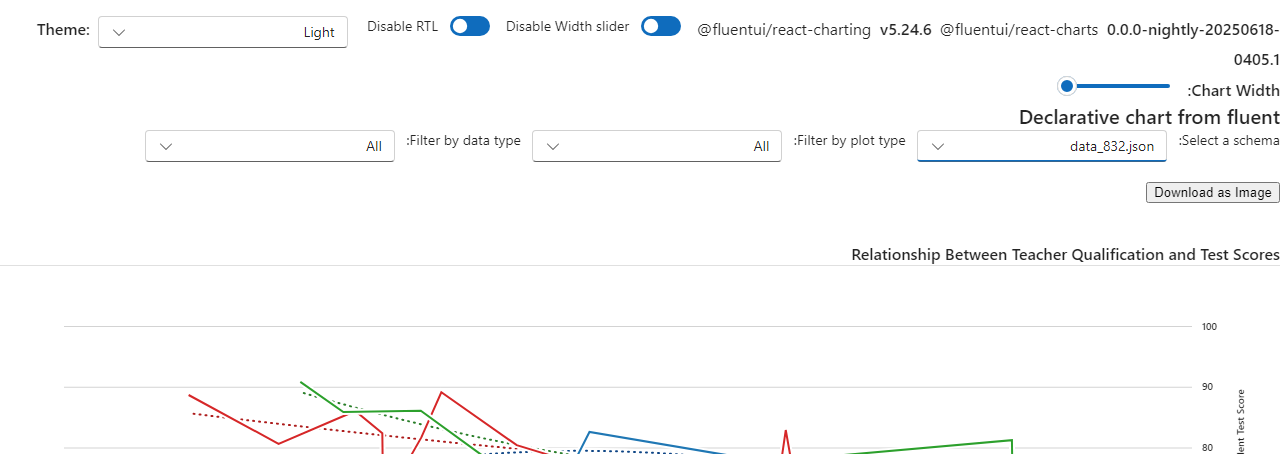 Theme: Light Disable RTL Disable Width slider @fluentui/react-charting v5.24.6 @fluentui/react-charts 0.0.0-nightly-20250618-
0405.1
:Chart Width
Declarative chart from fluent
:Select a schema data_832.json :Filter by plot type All :Filter by data type All
Download as Image
Relationship Between Teacher Qualification and Test Scores
100
90
80
Test Score